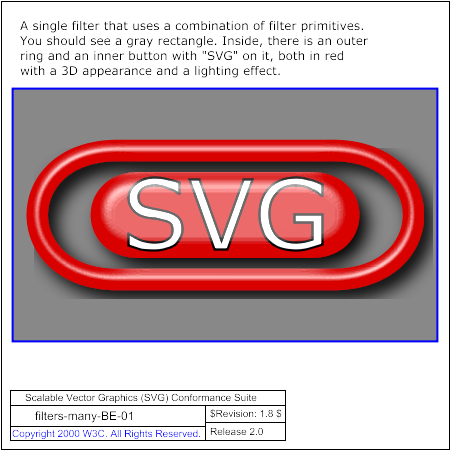 A single filter that uses a combination of filter primitives.
You should see a gray rectangle. Inside, there is an outer
ring and an inner button with "SVG" on it, both in red
with a 3D appearance and a lighting effect.
SVG
Scalable Vector Graphics (SVG) Conformance Suite
filters-many-BE-01
$Revision: 1.8 $
Copyright 2000 W3C. All Rights Reserved.
Release 2.0